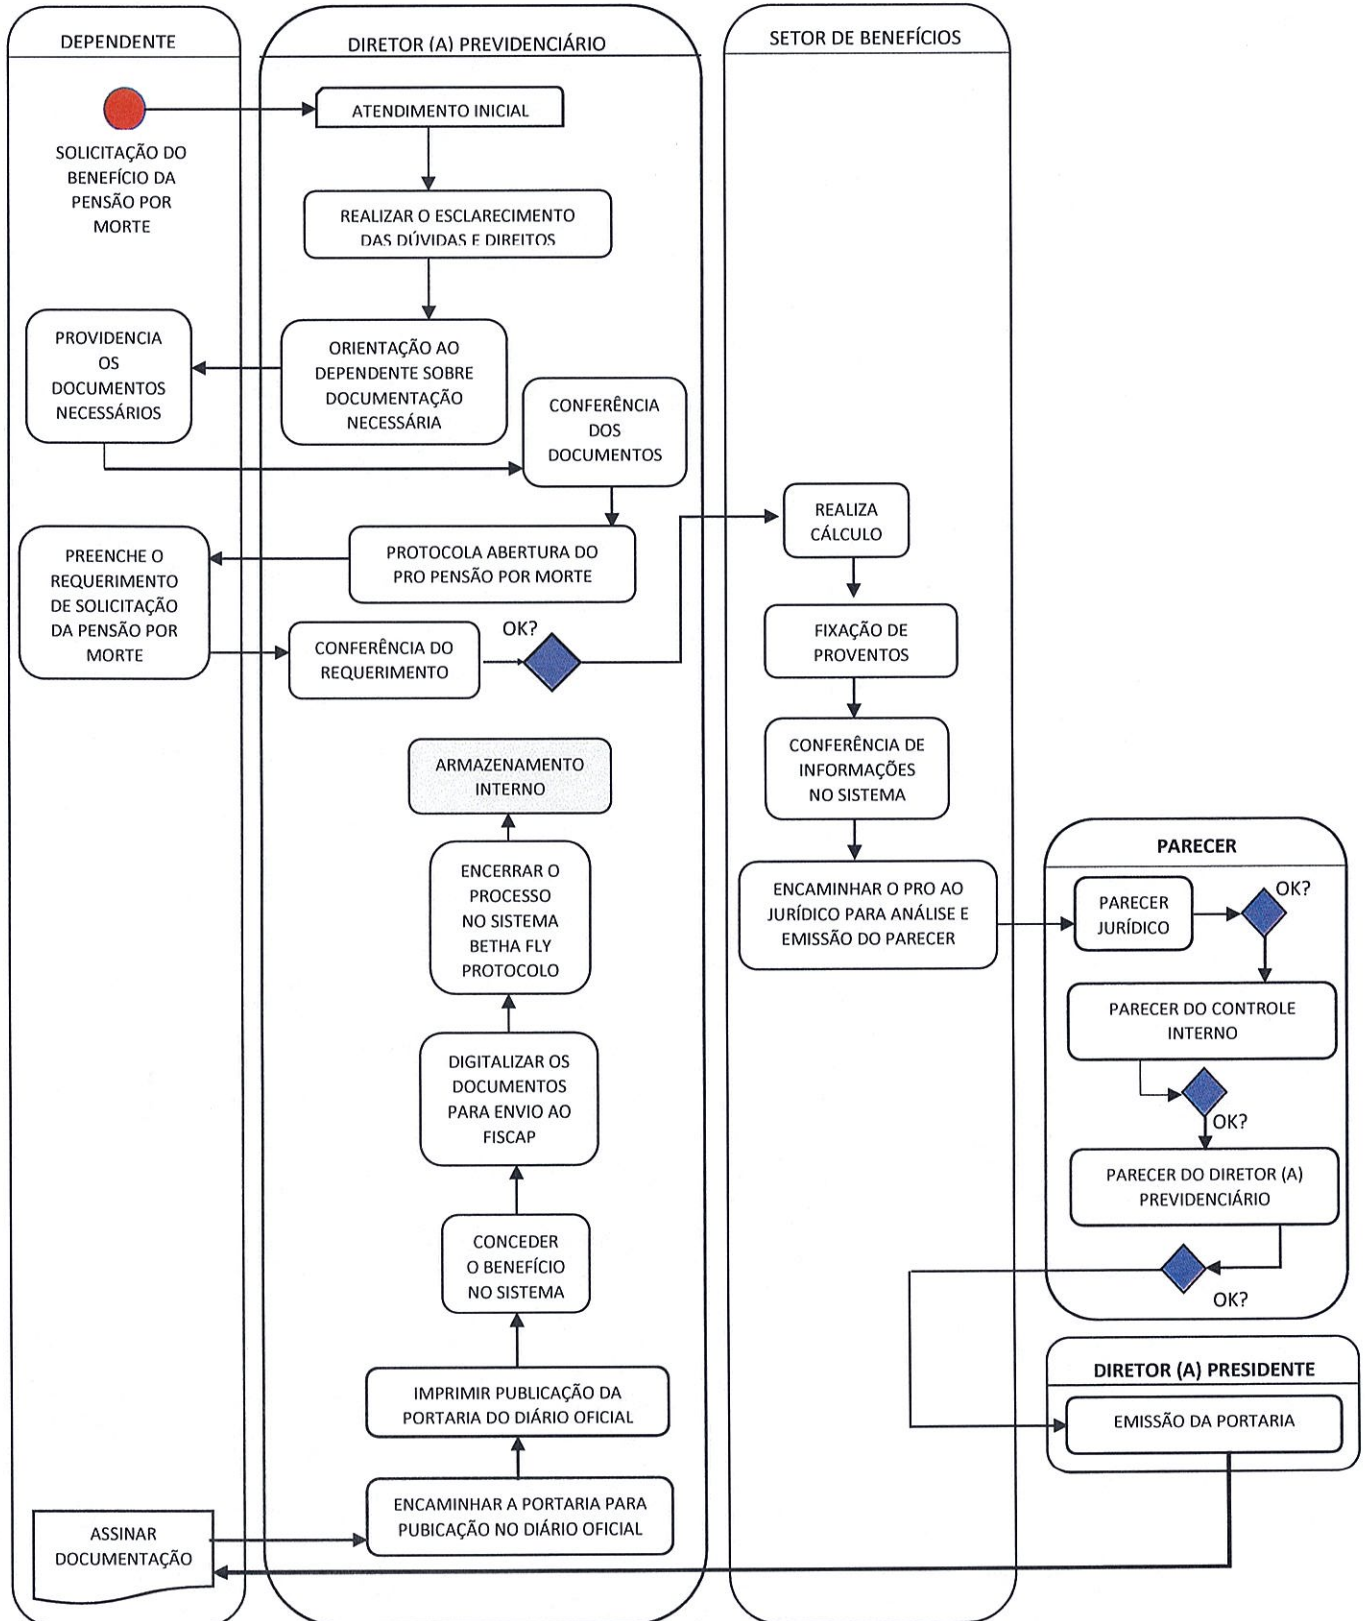 DEPENDENTE
DIRETOR (A) PREVIDENCIÁRIO
SETOR DE BENEFÍCIOS
ATENDIMENTO INICIAL
SOLICITAÇÃO DO
BENEFÍCIO DA
PENSÃO POR
MORTE
REALIZAR O ESCLARECIMENTO
DAS DÚVIDAS E DIREITOS
PROVIDENCIA
OS
DOCUMENTOS
NECESSÁRIOS
ORIENTAÇÃO AO
DEPENDENTE SOBRE
DOCUMENTAÇÃO
NECESSÁRIA
CONFERÊNCIA
DOS
DOCUMENTOS
REALIZA
CÁLCULO
PROTOCOLA ABERTURA DO
PRO PENSÃO POR MORTE
PREENCHE O
REQUERIMENTO
DE SOLICITAÇÃO
DA PENSÃO POR
MORTE
CONFERÊNCIA DO
REQUERIMENTO
OK?
FIXAÇÃO DE
PROVENTOS
CONFERÊNCIA DE
INFORMAÇÕES
NO SISTEMA
ARMAZENAMENTO
INTERNO
ENCERRAR O
PROCESSO
NO SISTEMA
BETHA FLY
PROTOCOLO
ENCAMINHAR O PRO AO
JURÍDICO PARA ANÁLISE E
EMISSÃO DO PARECER
PARECER
PARECER
JURÍDICO
OK?
PARECER DO CONTROLE
INTERNO
OK?
PARECER DO DIRETOR (A)
PREVIDENCIÁRIO
OK?
DIGITALIZAR OS
DOCUMENTOS
PARA ENVIO AO
FISCAP
CONCEDER
O BENEFÍCIO
NO SISTEMA
DIRETOR (A) PRESIDENTE
EMISSÃO DA PORTARIA
IMPRIMIR PUBLICAÇÃO DA
PORTARIA DO DIÁRIO OFICIAL
ENCAMINHAR A PORTARIA PARA
PUBICAÇÃO NO DIÁRIO OFICIAL
ASSINAR
DOCUMENTAÇÃO